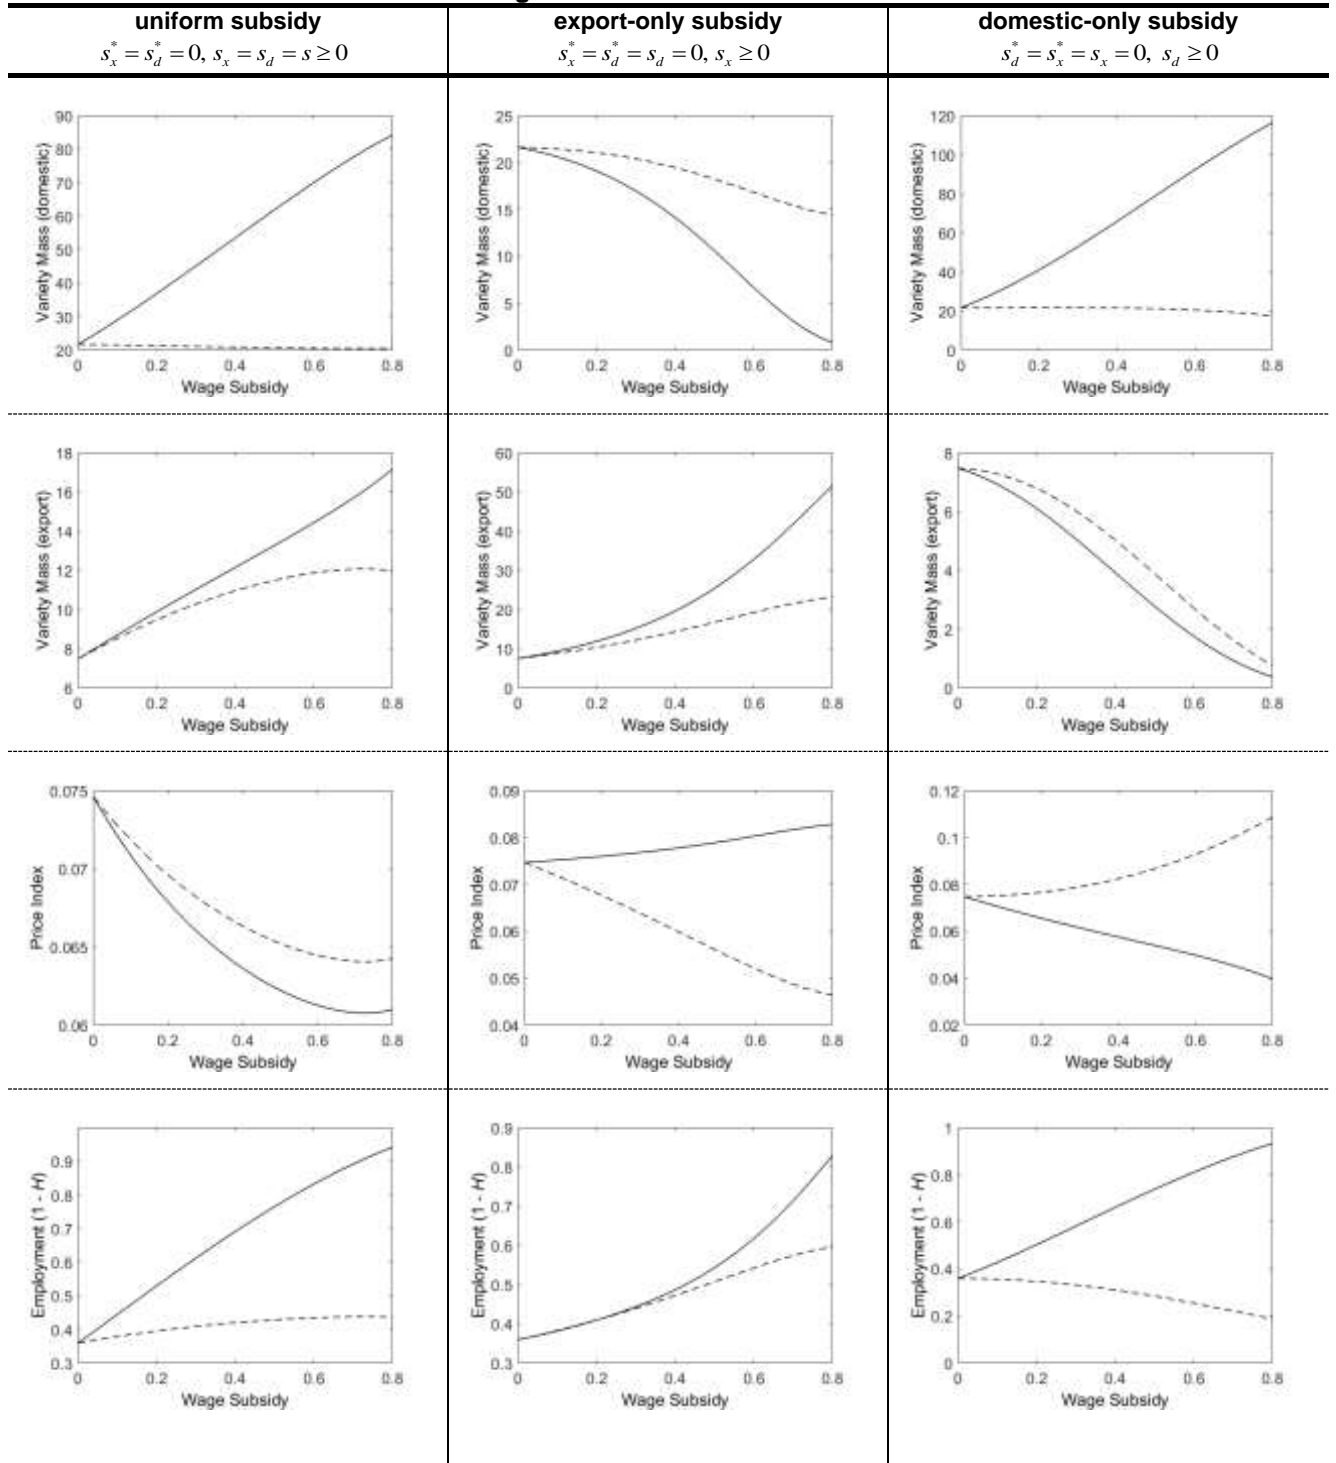 uniform subsidy
s*x = s*d = 0, sx = sd = s ≥ 0
export-only subsidy
s*x = s*d = sd = 0, sx ≥ 0
domestic-only subsidy
s*d = s*x = sx = 0, sd ≥ 0
Variety Mass (domestic)
90
80
70
60
50
40
30
20
0 0.2 0.4 0.6 0.8
Wage Subsidy
Variety Mass (domestic)
25
20
15
10
5
0
0 0.2 0.4 0.6 0.8
Wage Subsidy
Variety Mass (domestic)
120
100
80
60
40
20
0
0 0.2 0.4 0.6 0.8
Wage Subsidy
Variety Mass (export)
18
16
14
12
10
8
6
0 0.2 0.4 0.6 0.8
Wage Subsidy
Variety Mass (export)
60
50
40
30
20
10
0
0 0.2 0.4 0.6 0.8
Wage Subsidy
Variety Mass (export)
8
6
4
2
0
0 0.2 0.4 0.6 0.8
Wage Subsidy
Price Index
0.075
0.07
0.065
0.06
0 0.2 0.4 0.6 0.8
Wage Subsidy
Price Index
0.09
0.08
0.07
0.06
0.05
0.04
0 0.2 0.4 0.6 0.8
Wage Subsidy
Price Index
0.12
0.1
0.08
0.06
0.04
0.02
0 0.2 0.4 0.6 0.8
Wage Subsidy
Employment (1 - H)
0.9
0.8
0.7
0.6
0.5
0.4
0.3
0 0.2 0.4 0.6 0.8
Wage Subsidy
Employment (1 - H)
0.9
0.8
0.7
0.6
0.5
0.4
0.3
0 0.2 0.4 0.6 0.8
Wage Subsidy
Employment (1 - H)
1
0.8
0.6
0.4
0.2
0
0 0.2 0.4 0.6 0.8
Wage Subsidy